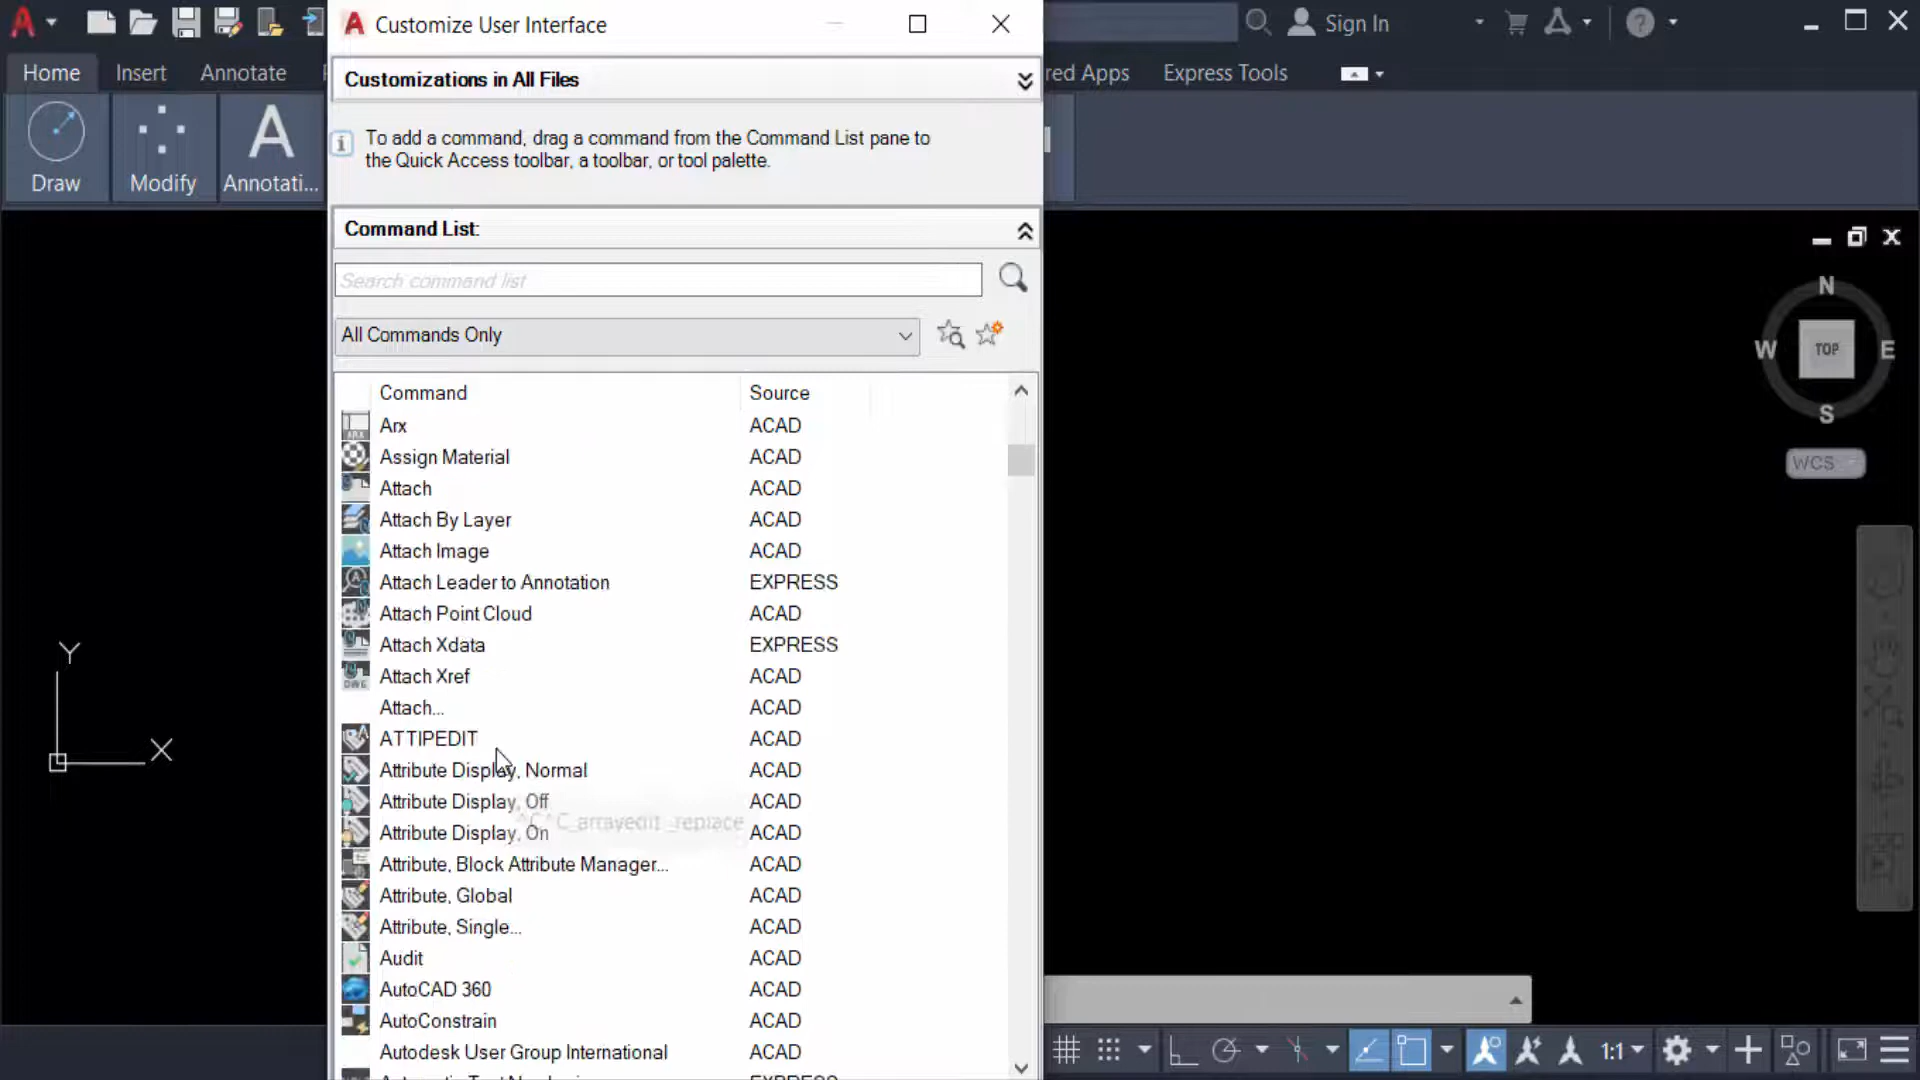 Customize User Interface
Sign In
Home
Insert
Annotate
red Apps
Express Tools
Draw
Modify
Annotati...
Customizations in All Files
To add a command, drag a command from the Command List pane to
the Quick Access toolbar, a toolbar, or tool palette.
Command List:
Search command list
All Commands Only
Command Source
Arx ACAD
Assign Material ACAD
Attach ACAD
Attach By Layer ACAD
Attach Image ACAD
Attach Leader to Annotation EXPRESS
Attach Point Cloud ACAD
Attach Xdata EXPRESS
Attach Xref ACAD
Attach... ACAD
ATTIPEDIT ACAD
Attribute Display, Normal ACAD
Attribute Display, Off ACAD
^C^C_arrayedit _replace
Attribute Display, On ACAD
Attribute, Block Attribute Manager... ACAD
Attribute, Global ACAD
Attribute, Single... ACAD
Audit ACAD
AutoCAD 360 ACAD
AutoConstrain ACAD
Autodesk User Group International ACAD
EXPRESS
N
W
TOP
E
S
WCS
Y
X
1:1